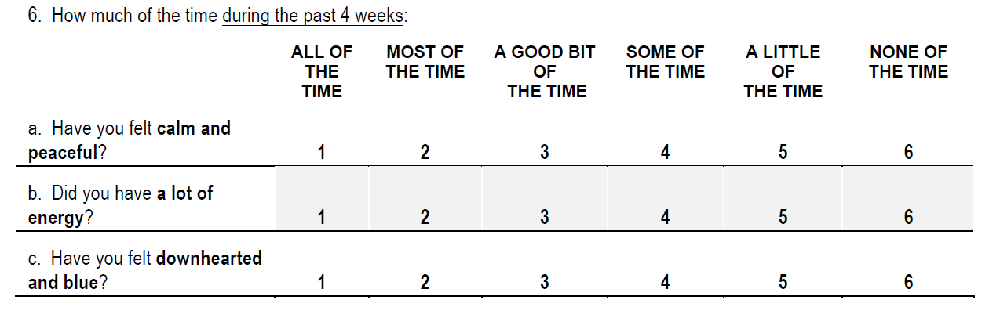 6. How much of the time during the past 4 weeks:
ALL OF MOST OF A GOOD BIT SOME OF A LITTLE NONE OF
THE THE TIME OF THE TIME OF THE TIME
TIME THE TIME THE TIME
a. Have you felt calm and
peaceful? 1 2 3 4 5 6
b. Did you have a lot of
energy? 1 2 3 4 5 6
c. Have you felt downhearted
and blue? 1 2 3 4 5 6